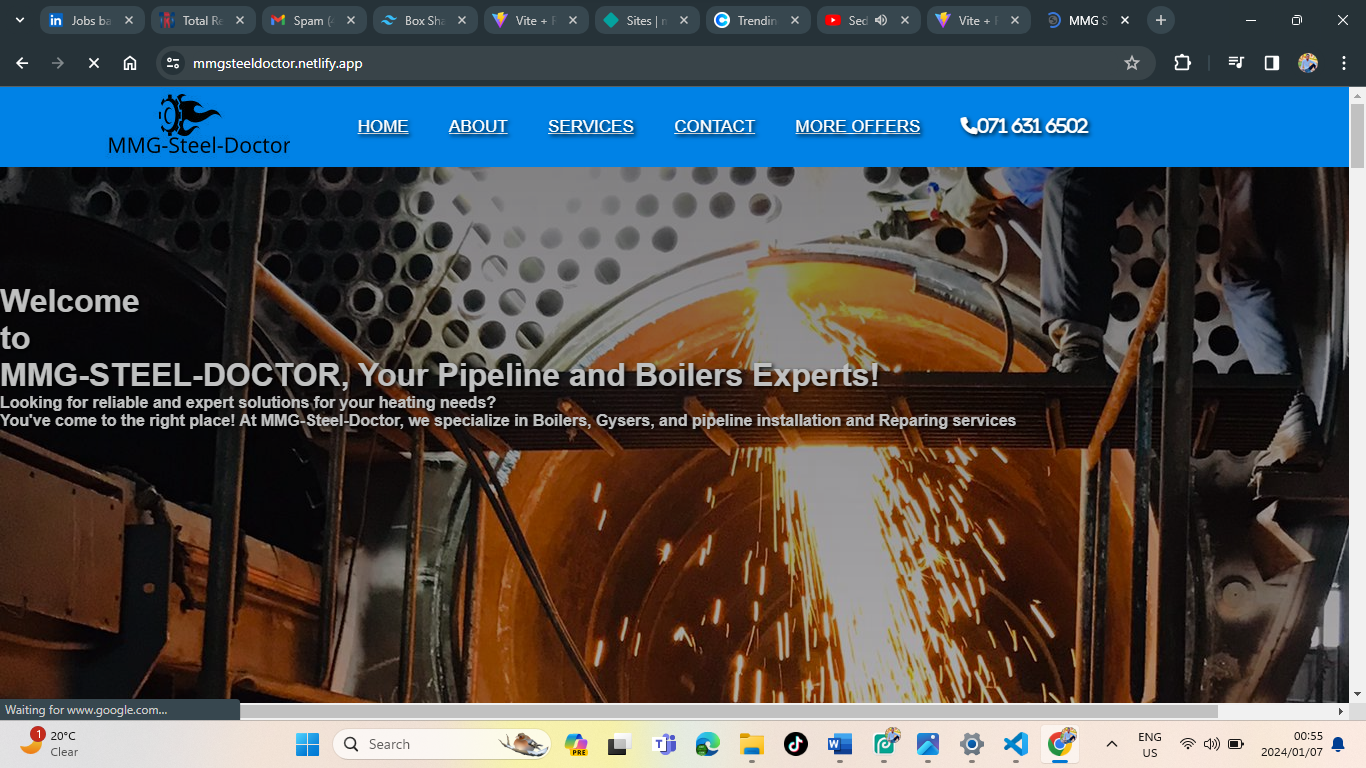 Jobs ba
Total Re
Spam (
Box Sha
Vite + F
Sites | n
Trendin
Sed
Vite + F
MMG S
mmgsteeldoctor.netlify.app
MMG-Steel-Doctor
HOME
ABOUT
SERVICES
CONTACT
MORE OFFERS
071 631 6502
Welcome
to
MMG-STEEL-DOCTOR, Your Pipeline and Boilers Experts!
Looking for reliable and expert solutions for your heating needs?
You've come to the right place! At MMG-Steel-Doctor, we specialize in Boilers, Gysers, and pipeline installation and Reparing services
Waiting for www.google.com...
1
20°C
Clear
Search
PRE
ENG
US
00:55
2024/01/07